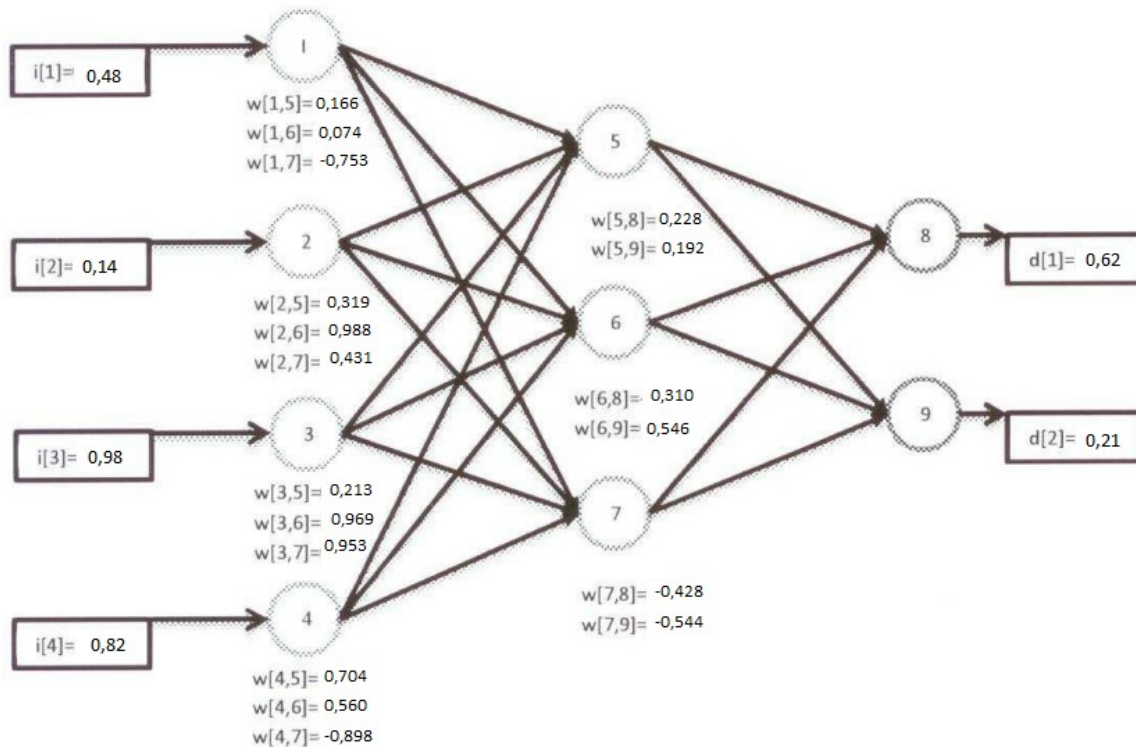 i[1]= 0,48
1
w[1,5]= 0,166
w[1,6]= 0,074
w[1,7]= -0,753
i[2]= 0,14
2
w[2,5]= 0,319
w[2,6]= 0,988
w[2,7]= 0,431
i[3]= 0,98
3
w[3,5]= 0,213
w[3,6]= 0,969
w[3,7]= 0,953
i[4]= 0,82
4
w[4,5]= 0,704
w[4,6]= 0,560
w[4,7]= -0,898
5
w[5,8]= 0,228
w[5,9]= 0,192
6
w[6,8]= 0,310
w[6,9]= 0,546
7
w[7,8]= -0,428
w[7,9]= -0,544
8
d[1]= 0,62
9
d[2]= 0,21